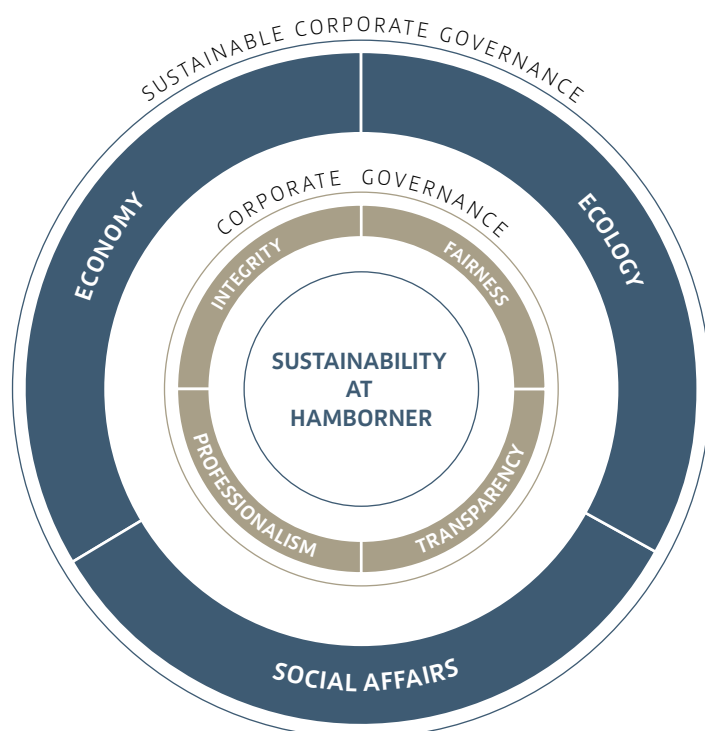 SUSTAINABLE CORPORATE GOVERNANCE
ECONOMY
ECOLOGY
CORPORATE GOVERNANCE
INTEGRITY
FAIRNESS
SUSTAINABILITY
AT
HAMBORNER
PROFESSIONALISM
TRANSPARENCY
SOCIAL AFFAIRS